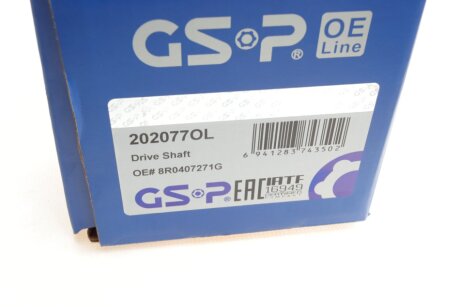 GSP® OE
Line
202077OL
Drive Shaft
OE# 8R0407271G
6 941283 743502
GSP EAC IATF
16949